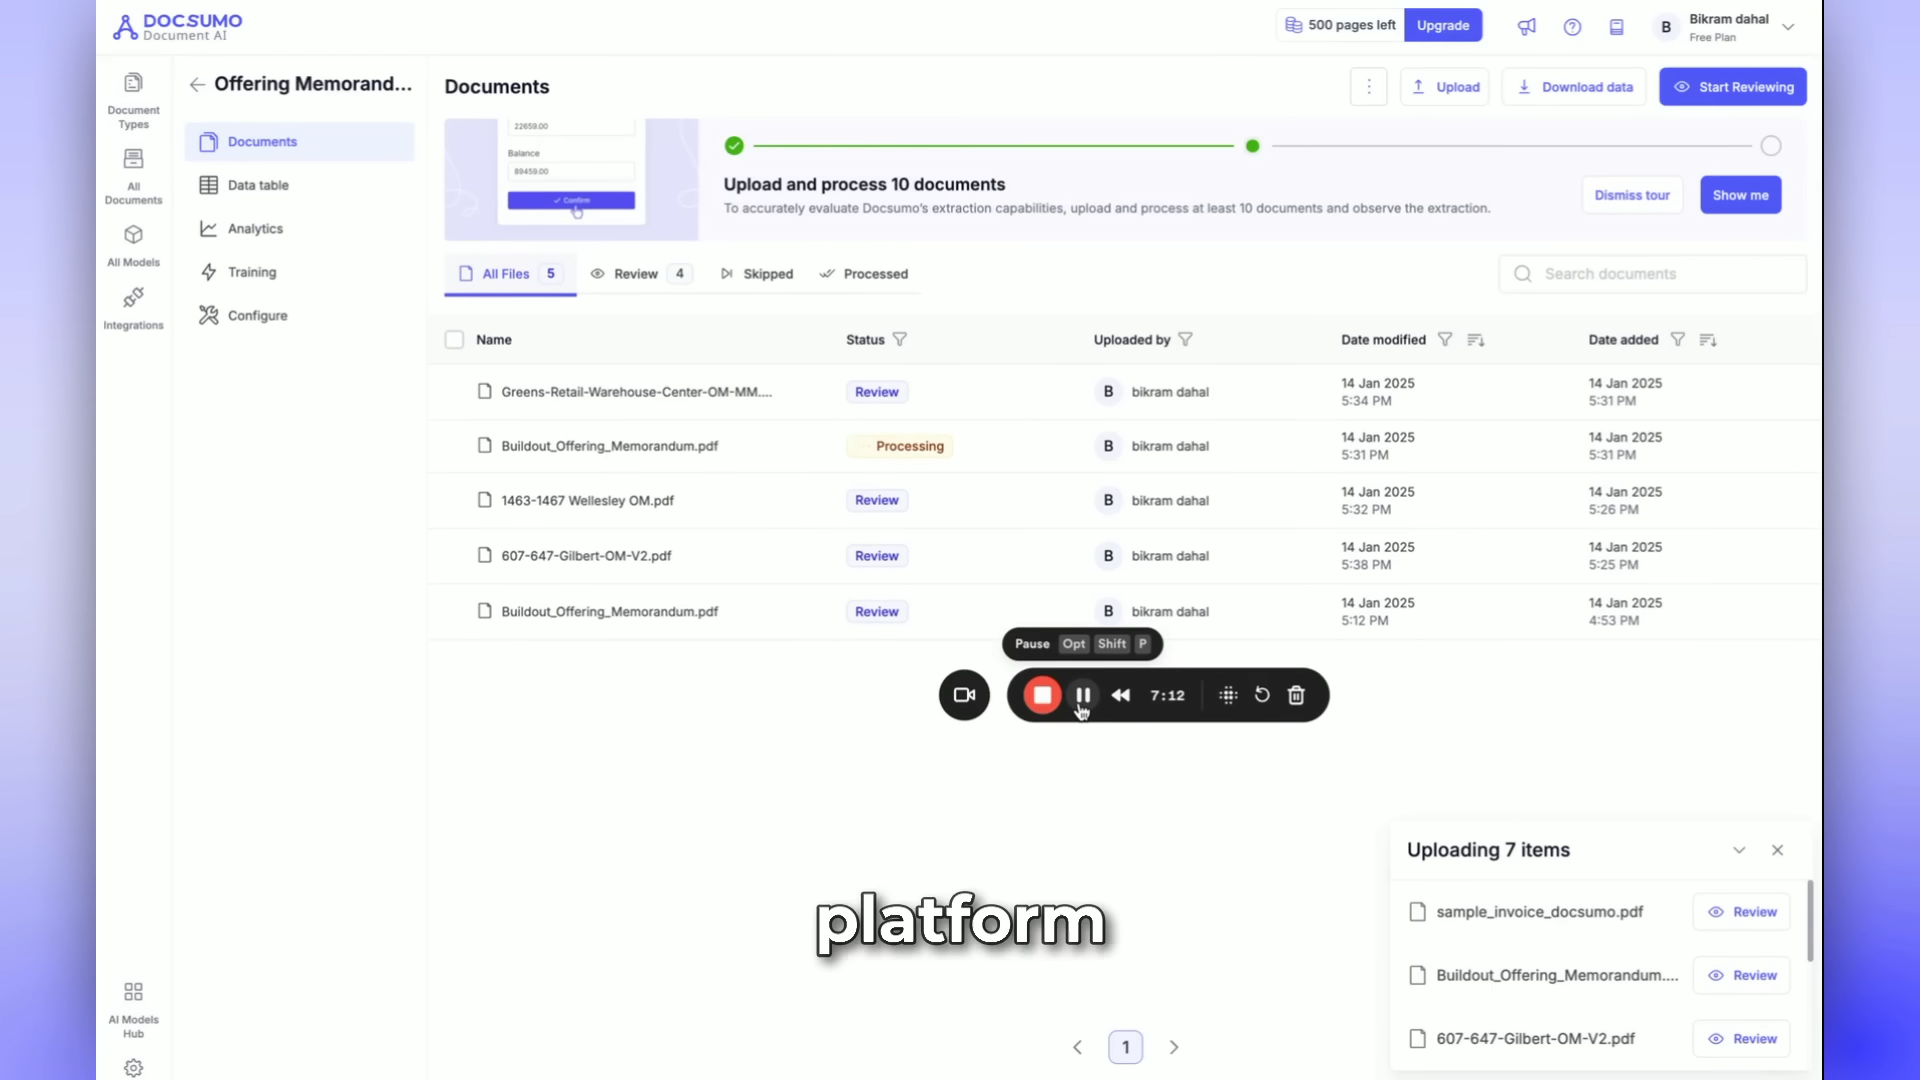 DOCSUMO
Document AI
500 pages left
Upgrade
B
Bikram dahal
Free Plan
Document
Types
All
Documents
All Models
Integrations
AI Models
Hub
Offering Memorand...
Documents
Data table
Analytics
Training
Configure
Documents
Upload
Download data
Start Reviewing
22659.00
Balance
89459.00
Confirm
Upload and process 10 documents
To accurately evaluate Docsumo's extraction capabilities, upload and process at least 10 documents and observe the extraction.
Dismiss tour
Show me
All Files 5
Review 4
Skipped
Processed
Search documents
Name
Status
Uploaded by
Date modified
Date added
Greens-Retail-Warehouse-Center-OM-MM....
Review
B bikram dahal
14 Jan 2025
5:34 PM
14 Jan 2025
5:31 PM
Buildout_Offering_Memorandum.pdf
Processing
B bikram dahal
14 Jan 2025
5:31 PM
14 Jan 2025
5:31 PM
1463-1467 Wellesley OM.pdf
Review
B bikram dahal
14 Jan 2025
5:32 PM
14 Jan 2025
5:26 PM
607-647-Gilbert-OM-V2.pdf
Review
B bikram dahal
14 Jan 2025
5:38 PM
14 Jan 2025
5:25 PM
Buildout_Offering_Memorandum.pdf
Review
B bikram dahal
14 Jan 2025
5:12 PM
14 Jan 2025
4:53 PM
Pause Opt Shift P
7:12
platform
1
Uploading 7 items
sample_invoice_docsumo.pdf
Review
Buildout_Offering_Memorandum....
Review
607-647-Gilbert-OM-V2.pdf
Review